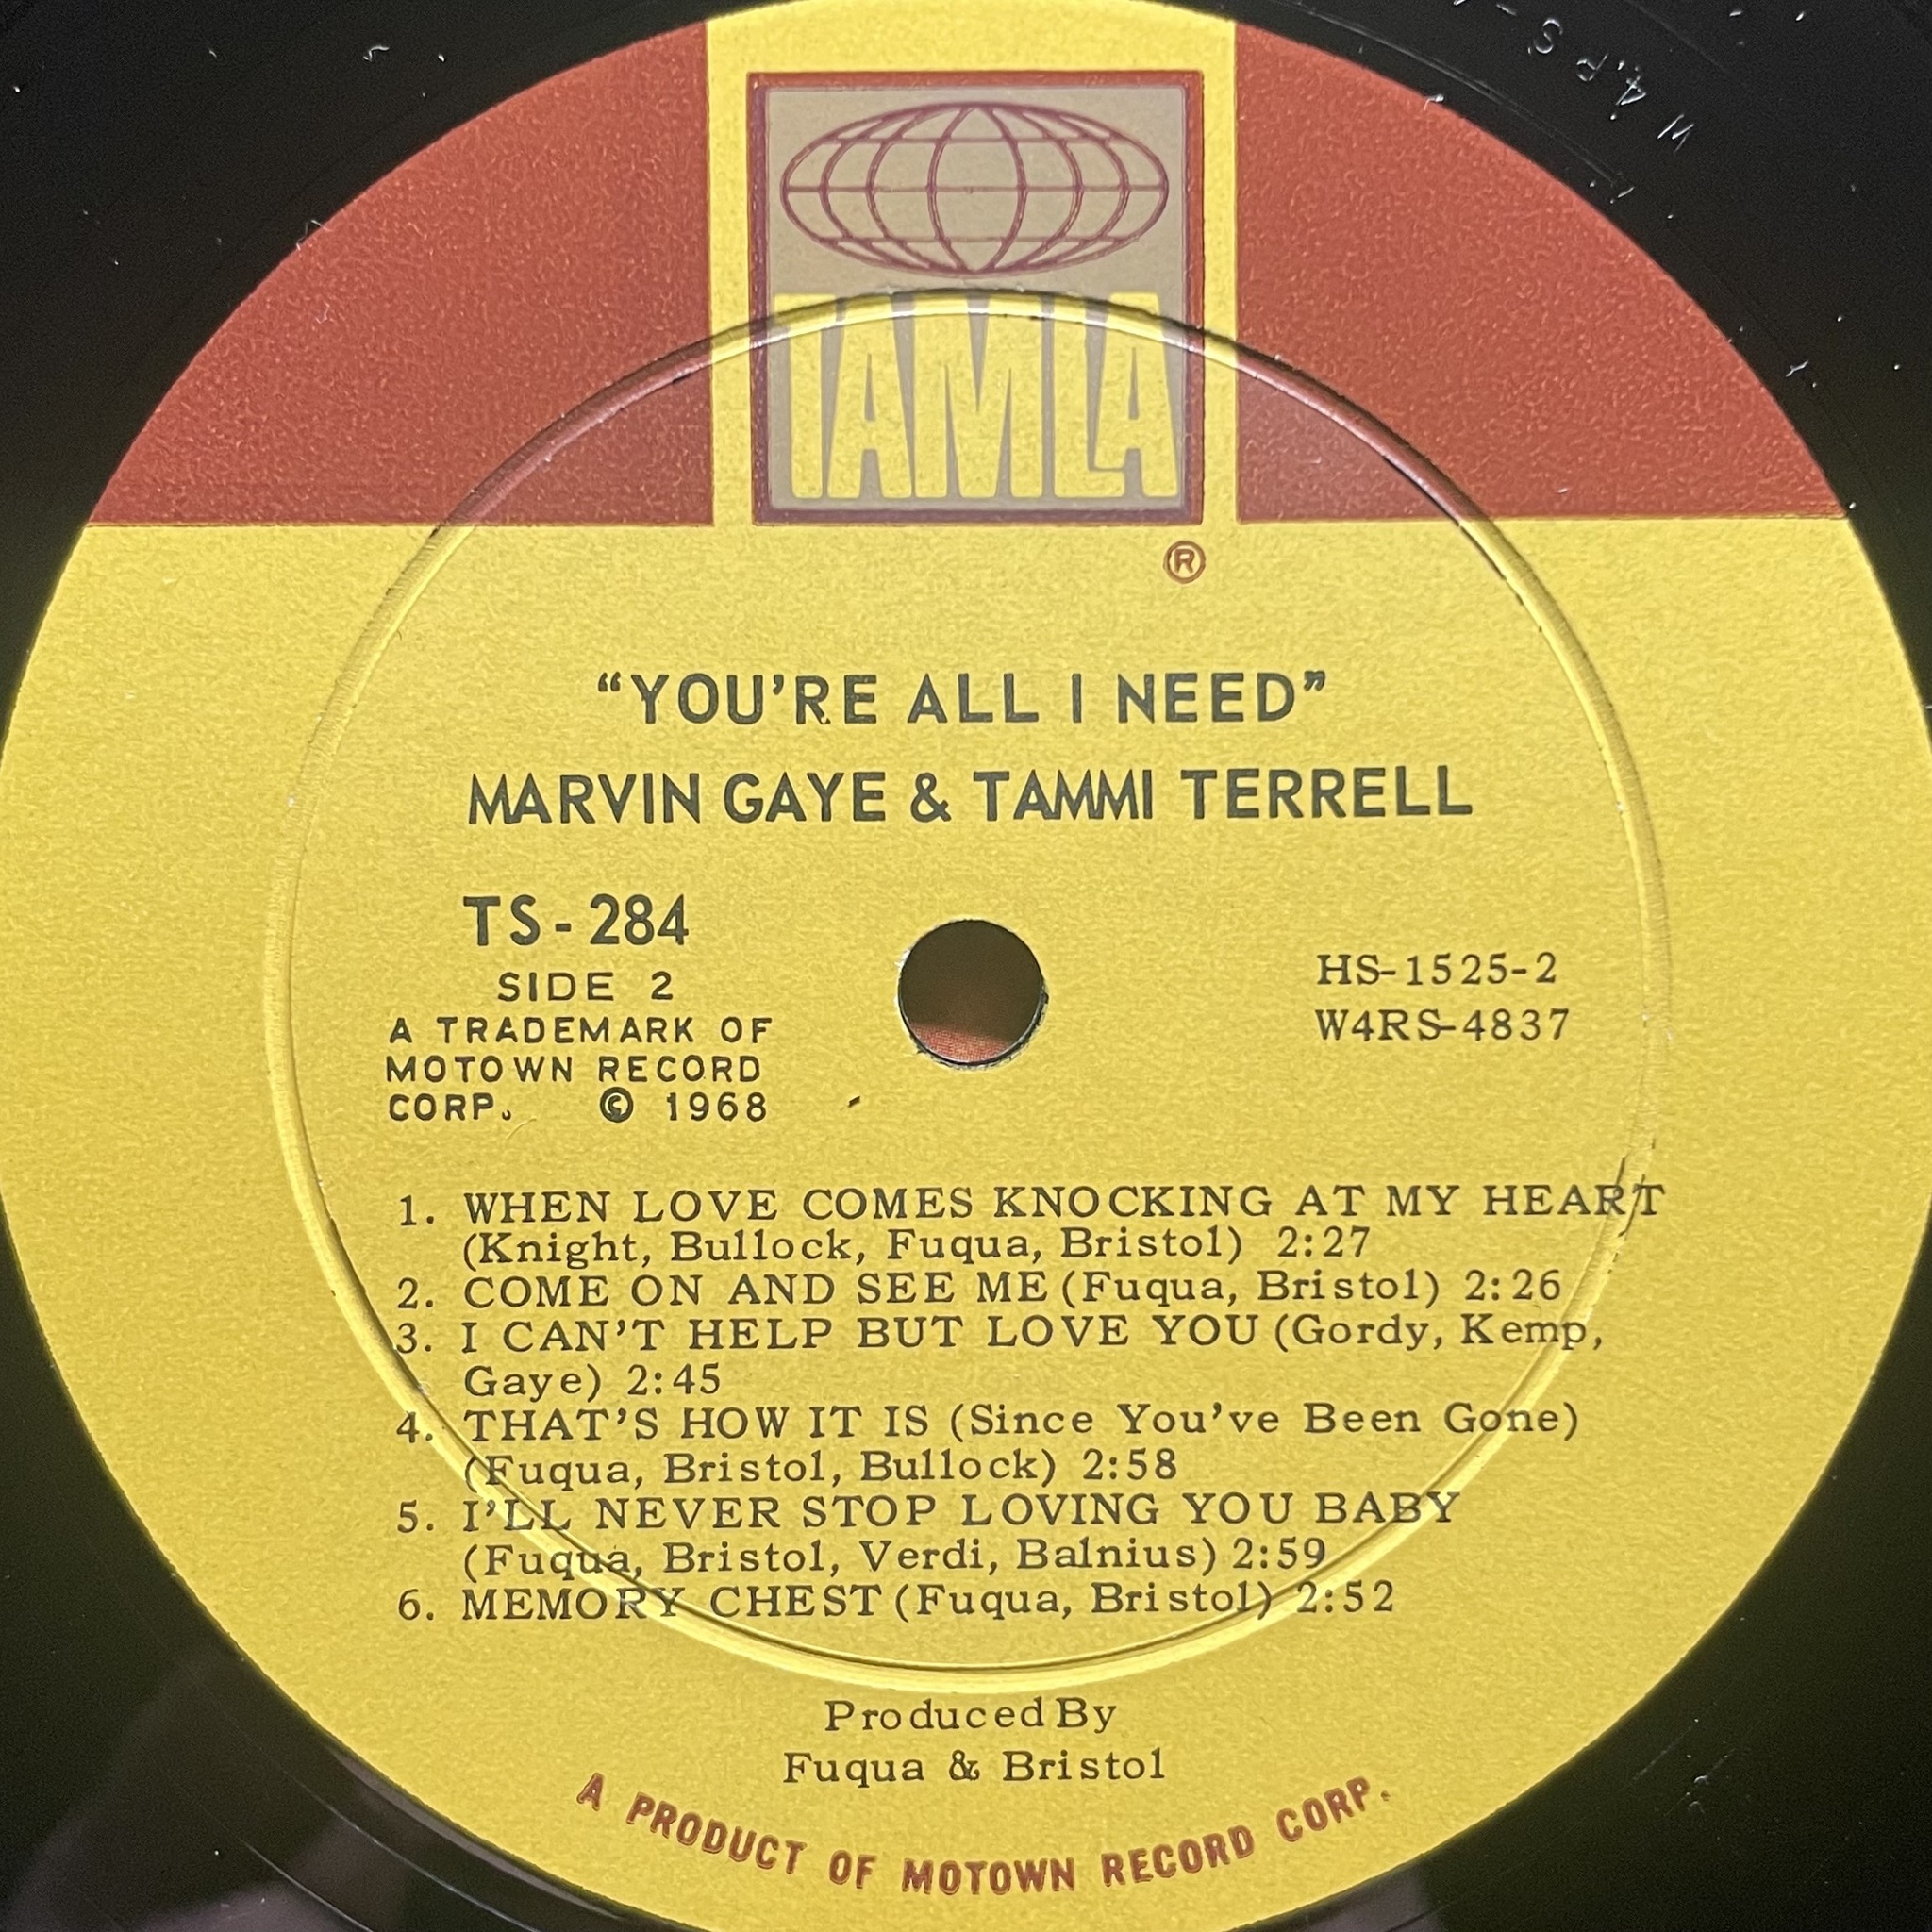 W4RS-
TAMLA
®
“YOU’RE ALL I NEED”
MARVIN GAYE & TAMMI TERRELL
TS-284
SIDE 2
A TRADEMARK OF
MOTOWN RECORD
CORP. © 1968
HS-1525-2
W4RS-4837
1. WHEN LOVE COMES KNOCKING AT MY HEART
(Knight, Bullock, Fuqua, Bristol) 2:27
2. COME ON AND SEE ME (Fuqua, Bristol) 2:26
3. I CAN’T HELP BUT LOVE YOU (Gordy, Kemp,
Gaye) 2:45
4. THAT’S HOW IT IS (Since You’ve Been Gone)
(Fuqua, Bristol, Bullock) 2:58
5. I’LL NEVER STOP LOVING YOU BABY
(Fuqua, Bristol, Verdi, Balnius) 2:59
6. MEMORY CHEST (Fuqua, Bristol) 2:52
Produced By
Fuqua & Bristol
A PRODUCT OF MOTOWN RECORD CORP.